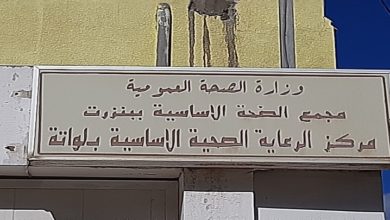 وزارة الصحة العمومية
مجمع الصحة الاساسية ببنزرت
مركز الرعاية الصحية الاساسية بلواتة